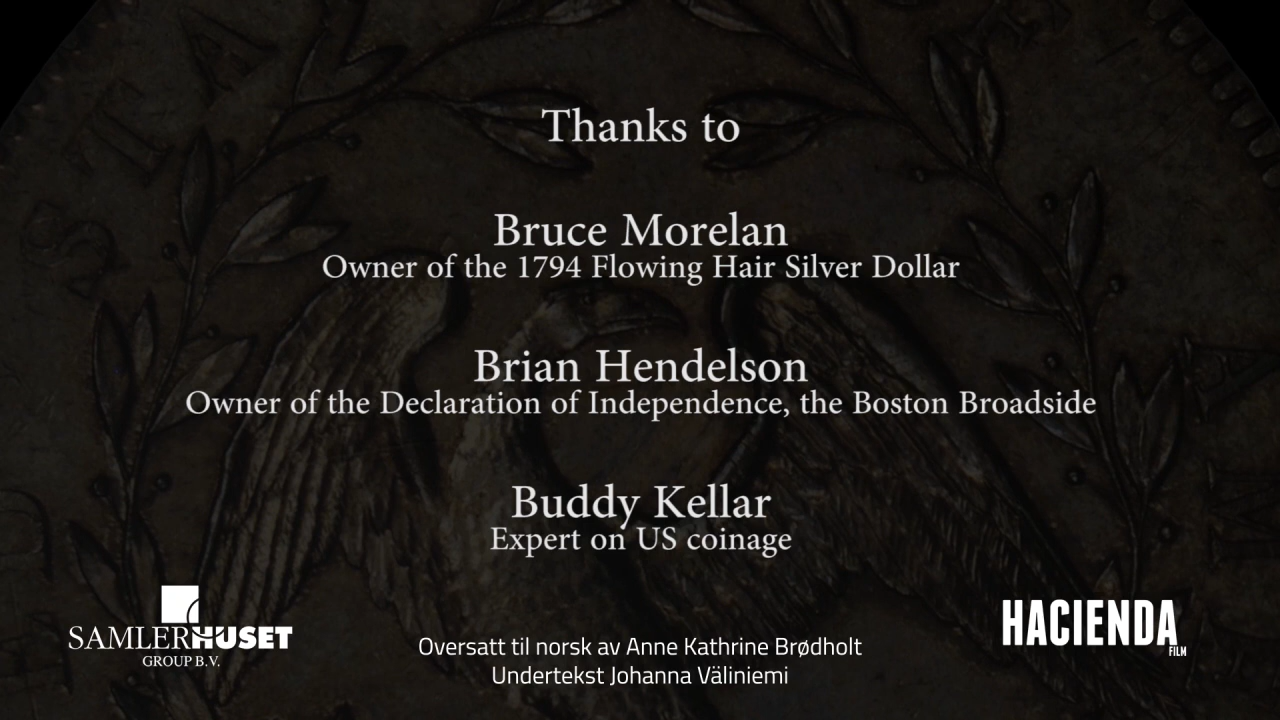 Thanks to
Bruce Morelan
Owner of the 1794 Flowing Hair Silver Dollar
Brian Hendelson
Owner of the Declaration of Independence, the Boston Broadside
Buddy Kellar
Expert on US coinage
SAMLERHUSET
GROUP B.V.
Oversatt til norsk av Anne Kathrine Brødholt
Undertekst Johanna Väliniemi
HACIENDA
FILM